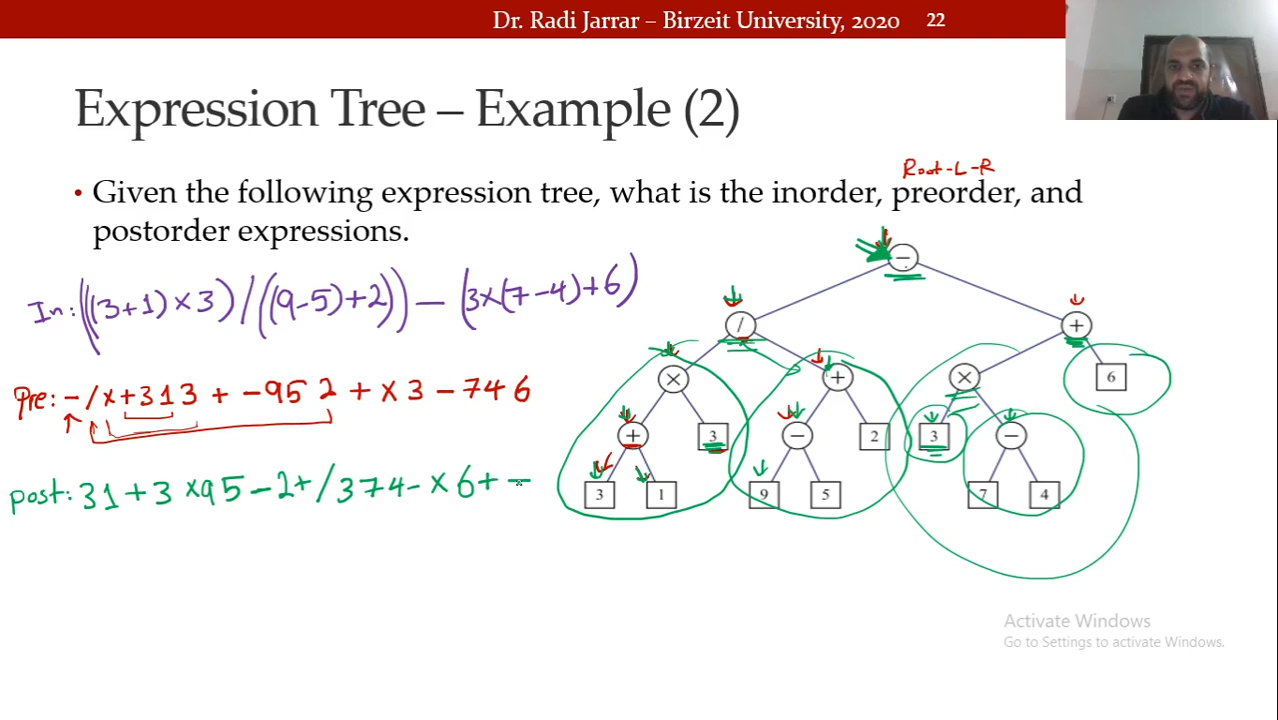 Dr. Radi Jarrar – Birzeit University, 2020 22
Expression Tree – Example (2)
Root-L-R
• Given the following expression tree, what is the inorder, preorder, and
postorder expressions.
In: (((3+1)×3)/((9-5)+2)) – (3×(7-4)+6)
Pre: - / × + 3 1 3 + - 9 5 2 + × 3 - 7 4 6
post: 3 1 + 3 × 9 5 - 2 + / 3 7 4 - × 6 + -
−
/ +
× + × 6
+ 3 − 2 3 −
3 1 9 5 7 4
Activate Windows
Go to Settings to activate Windows.